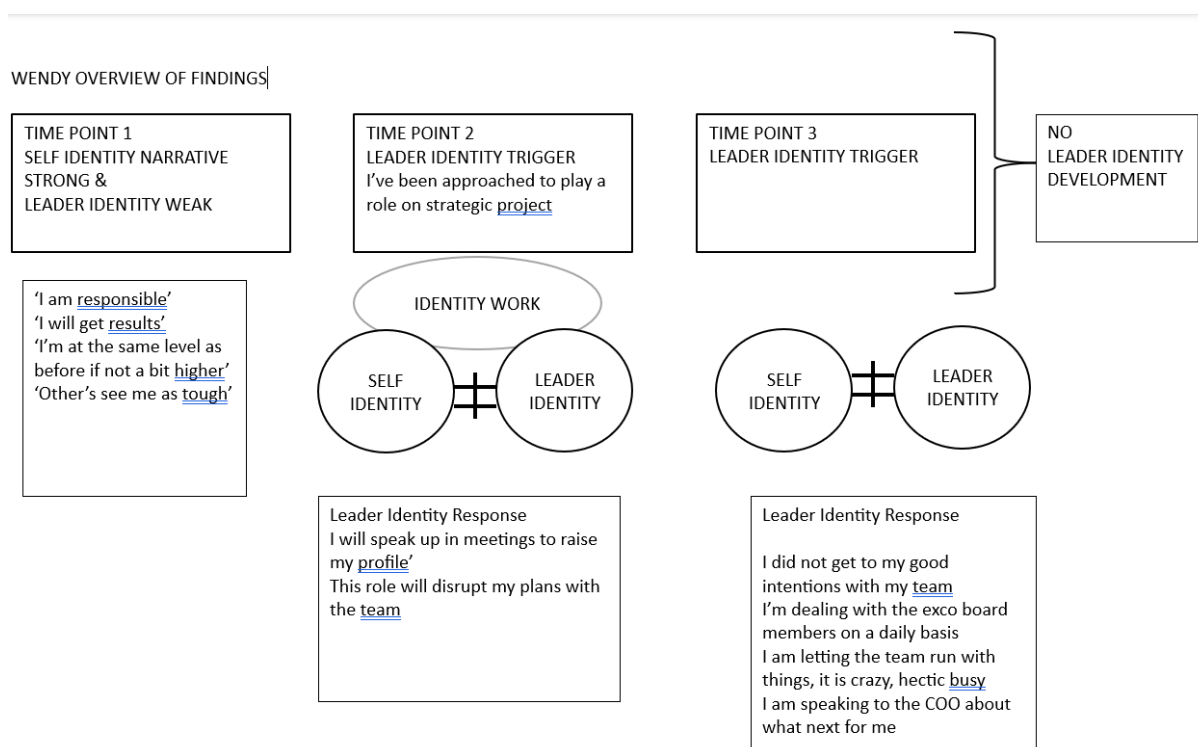 WENDY OVERVIEW OF FINDINGS
TIME POINT 1
SELF IDENTITY NARRATIVE
STRONG &
LEADER IDENTITY WEAK
TIME POINT 2
LEADER IDENTITY TRIGGER
I’ve been approached to play a
role on strategic project
TIME POINT 3
LEADER IDENTITY TRIGGER
NO
LEADER IDENTITY
DEVELOPMENT
‘I am responsible’
‘I will get results’
‘I’m at the same level as
before if not a bit higher’
‘Other’s see me as tough’
IDENTITY WORK
SELF
IDENTITY
LEADER
IDENTITY
SELF
IDENTITY
LEADER
IDENTITY
Leader Identity Response
I will speak up in meetings to raise
my profile’
This role will disrupt my plans with
the team
Leader Identity Response
I did not get to my good
intentions with my team
I’m dealing with the exco board
members on a daily basis
I am letting the team run with
things, it is crazy, hectic busy
I am speaking to the COO about
what next for me